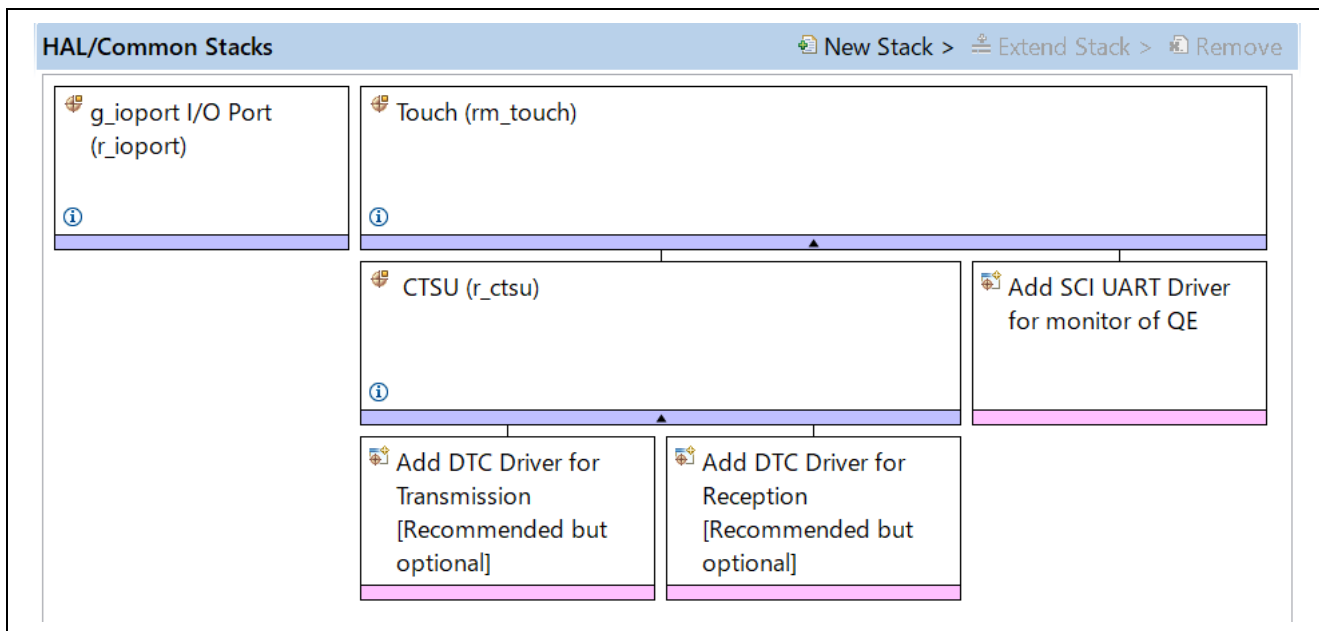 HAL/Common Stacks
New Stack >
Extend Stack >
Remove
g_ioport I/O Port
(r_ioport)
Touch (rm_touch)
CTSU (r_ctsu)
Add SCI UART Driver
for monitor of QE
Add DTC Driver for
Transmission
[Recommended but
optional]
Add DTC Driver for
Reception
[Recommended but
optional]